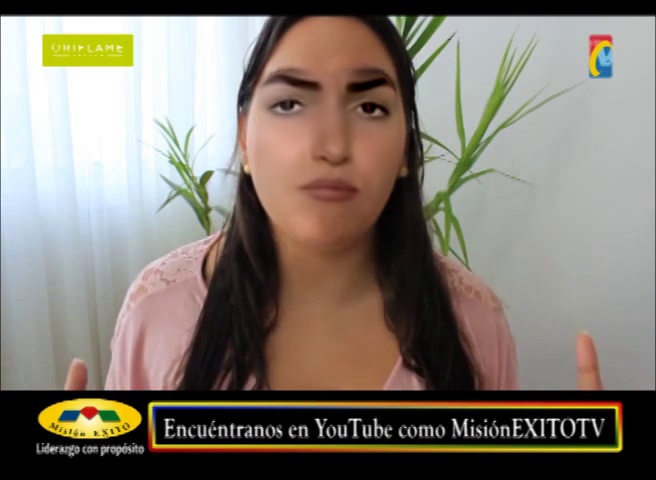 ORIFLAME
Misión EXITO
Liderazgo con propósito
Encuéntranos en YouTube como MisiónEXITOTV